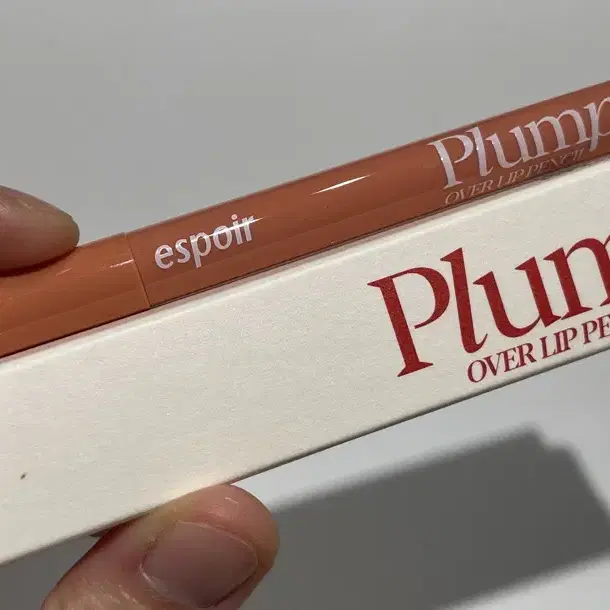 espoir
Plump
OVER LIP PENCIL
Plum
OVER LIP PE